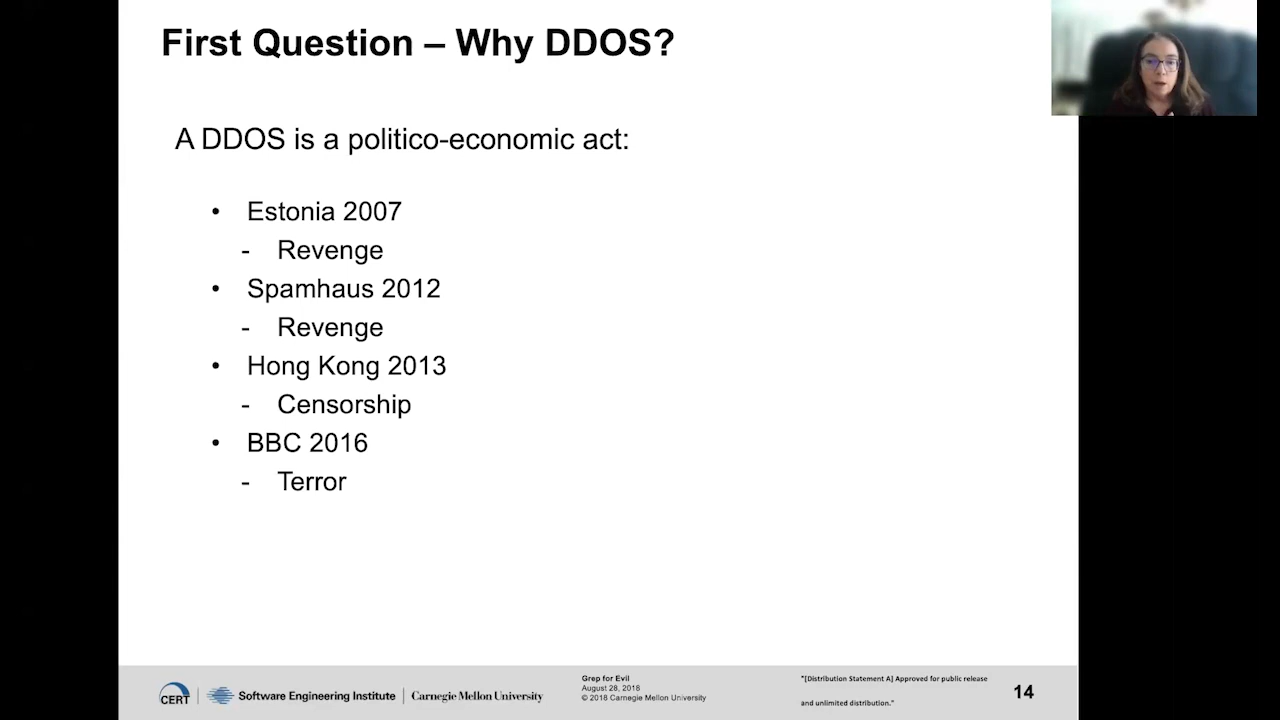 First Question – Why DDOS?
A DDOS is a politico-economic act:
• Estonia 2007
- Revenge
• Spamhaus 2012
- Revenge
• Hong Kong 2013
- Censorship
• BBC 2016
- Terror
CERT | Software Engineering Institute | Carnegie Mellon University
Grep for Evil
August 28, 2018
© 2018 Carnegie Mellon University
"[Distribution Statement A] Approved for public release
and unlimited distribution."
14